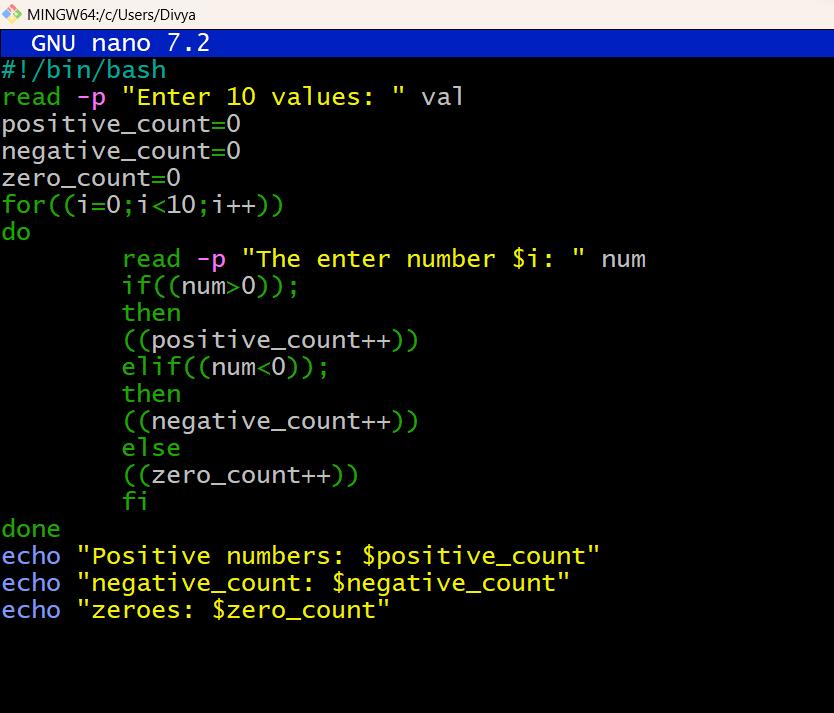 MINGW64:/c/Users/Divya
GNU nano 7.2
#!/bin/bash
read -p "Enter 10 values: " val
positive_count=0
negative_count=0
zero_count=0
for((i=0;i<10;i++))
do
        read -p "The enter number $i: " num
        if((num>0));
        then
        ((positive_count++))
        elif((num<0));
        then
        ((negative_count++))
        else
        ((zero_count++))
        fi
done
echo "Positive numbers: $positive_count"
echo "negative_count: $negative_count"
echo "zeroes: $zero_count"